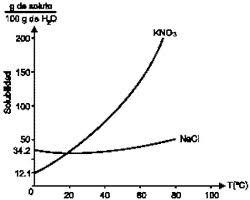 g de soluto
100 g de H₂O
Solubilidad
200
150
100
50
34.2
12.1
KNO₃
NaCl
0 20 40 60 80 100 T(°C)